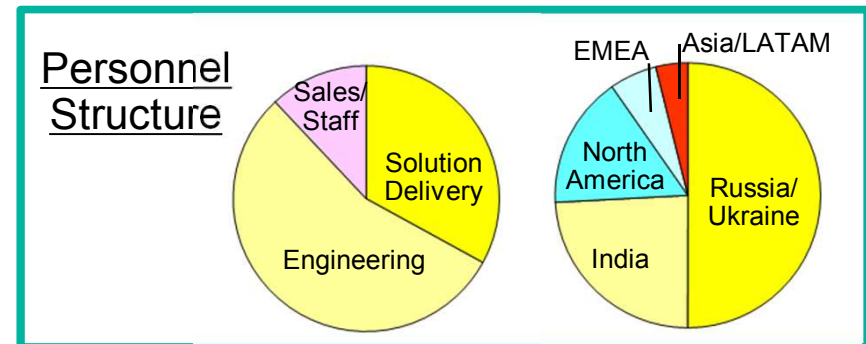 Personnel
Structure
Sales/
Staff
Solution
Delivery
Engineering
EMEA
Asia/LATAM
North
America
Russia/
Ukraine
India